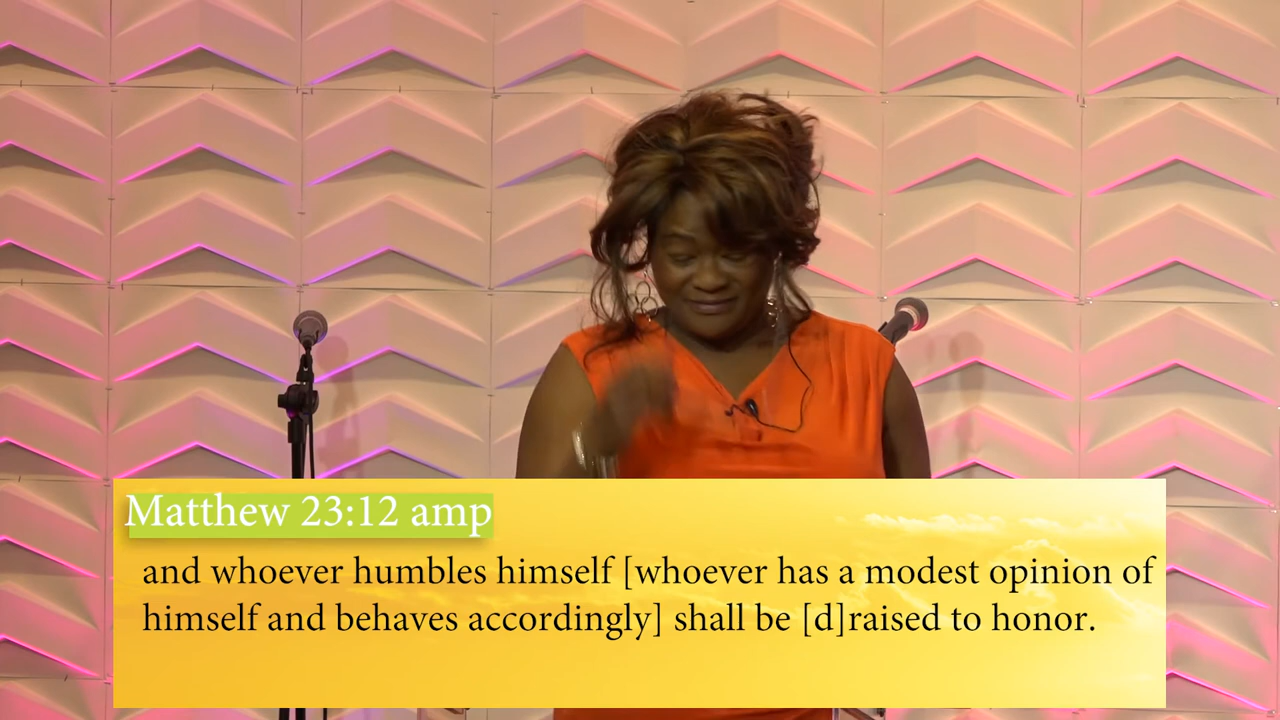 Matthew 23:12 amp
and whoever humbles himself [whoever has a modest opinion of
himself and behaves accordingly] shall be [d]raised to honor.